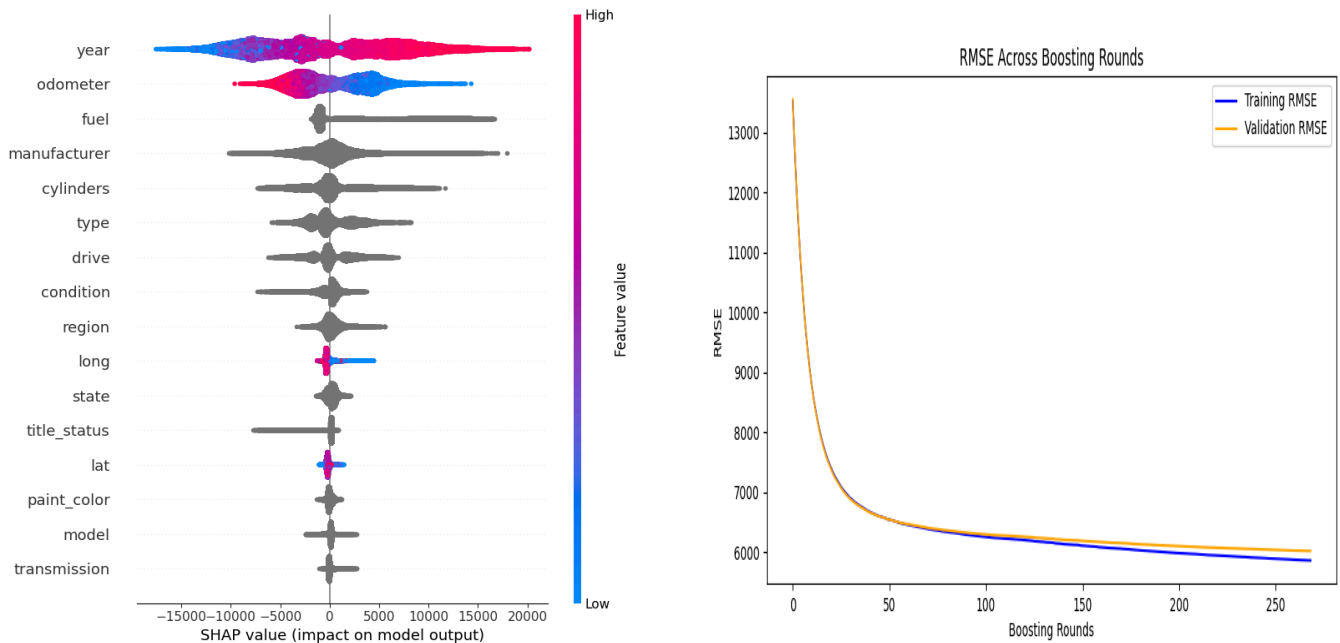 High
year
odometer
fuel
manufacturer
cylinders
type
drive
condition
region
long
state
title_status
lat
paint_color
model
transmission
Low
Feature value
−15000 −10000 −5000 0 5000 10000 15000 20000
SHAP value (impact on model output)
RMSE Across Boosting Rounds
Training RMSE
Validation RMSE
13000
12000
11000
10000
9000
8000
7000
6000
RMSE
0 50 100 150 200 250
Boosting Rounds